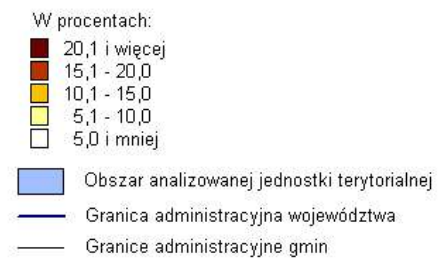 W procentach:
20,1 i więcej
15,1 - 20,0
10,1 - 15,0
5,1 - 10,0
5,0 i mniej
Obszar analizowanej jednostki terytorialnej
Granica administracyjna województwa
Granice administracyjne gmin